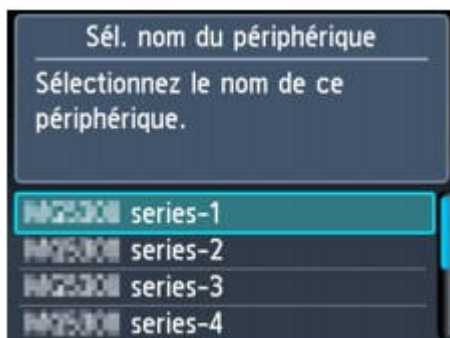 Sél. nom du périphérique
Sélectionnez le nom de ce
périphérique.
series-1
series-2
series-3
series-4